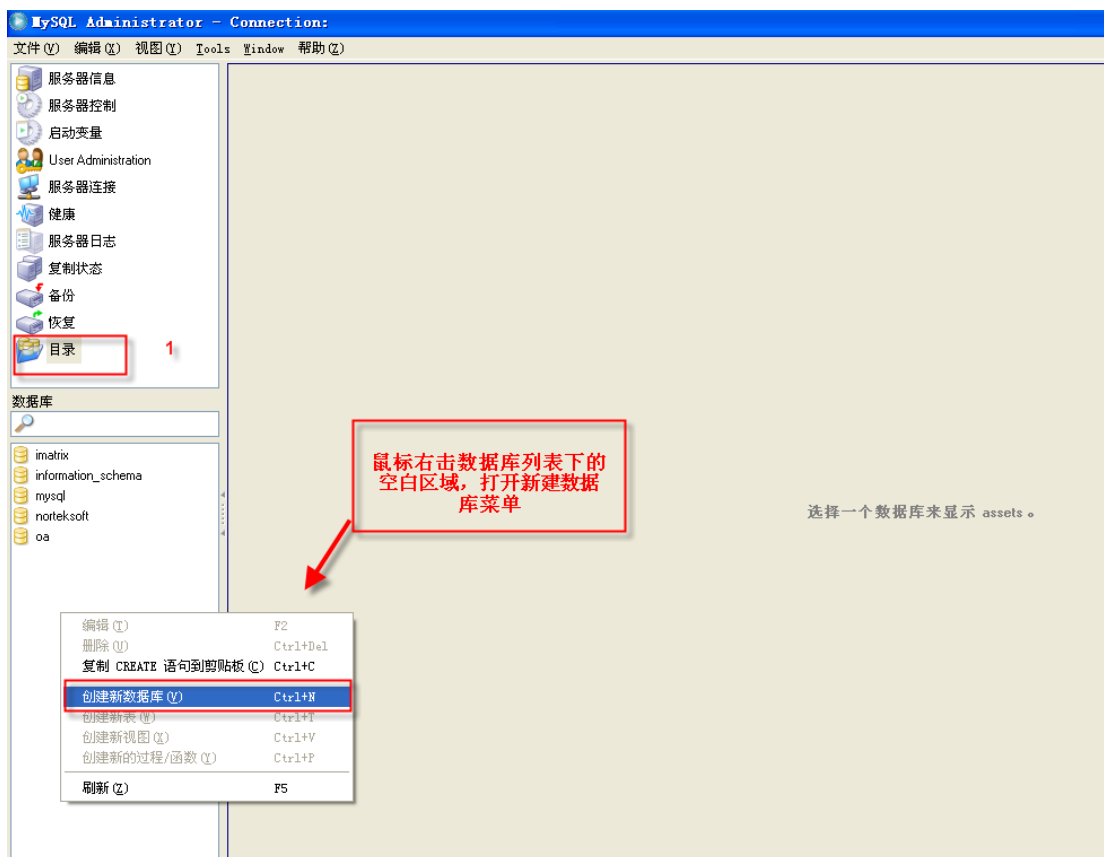 MySQL Administrator - Connection:
文件(V) 编辑(X) 视图(Y) Tools Window 帮助(Z)
服务器信息
服务器控制
启动变量
User Administration
服务器连接
健康
服务器日志
复制状态
备份
恢复
目录
1
数据库
imatrix
information_schema
mysql
norteksoft
oa
鼠标右击数据库列表下的
空白区域，打开新建数据
库菜单
选择一个数据库来显示 assets。
编辑(T) F2
删除(U) Ctrl+Del
复制 CREATE 语句到剪贴板(C) Ctrl+C
创建新数据库(V) Ctrl+N
创建新表(W) Ctrl+T
创建新视图(X) Ctrl+V
创建新的过程/函数(Y) Ctrl+P
刷新(Z) F5